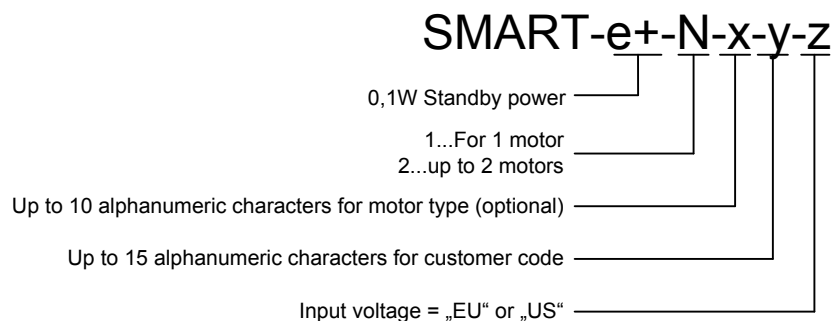 SMART-e+-N-x-y-z
0,1W Standby power
1...For 1 motor
2...up to 2 motors
Up to 10 alphanumeric characters for motor type (optional)
Up to 15 alphanumeric characters for customer code
Input voltage = „EU“ or „US“